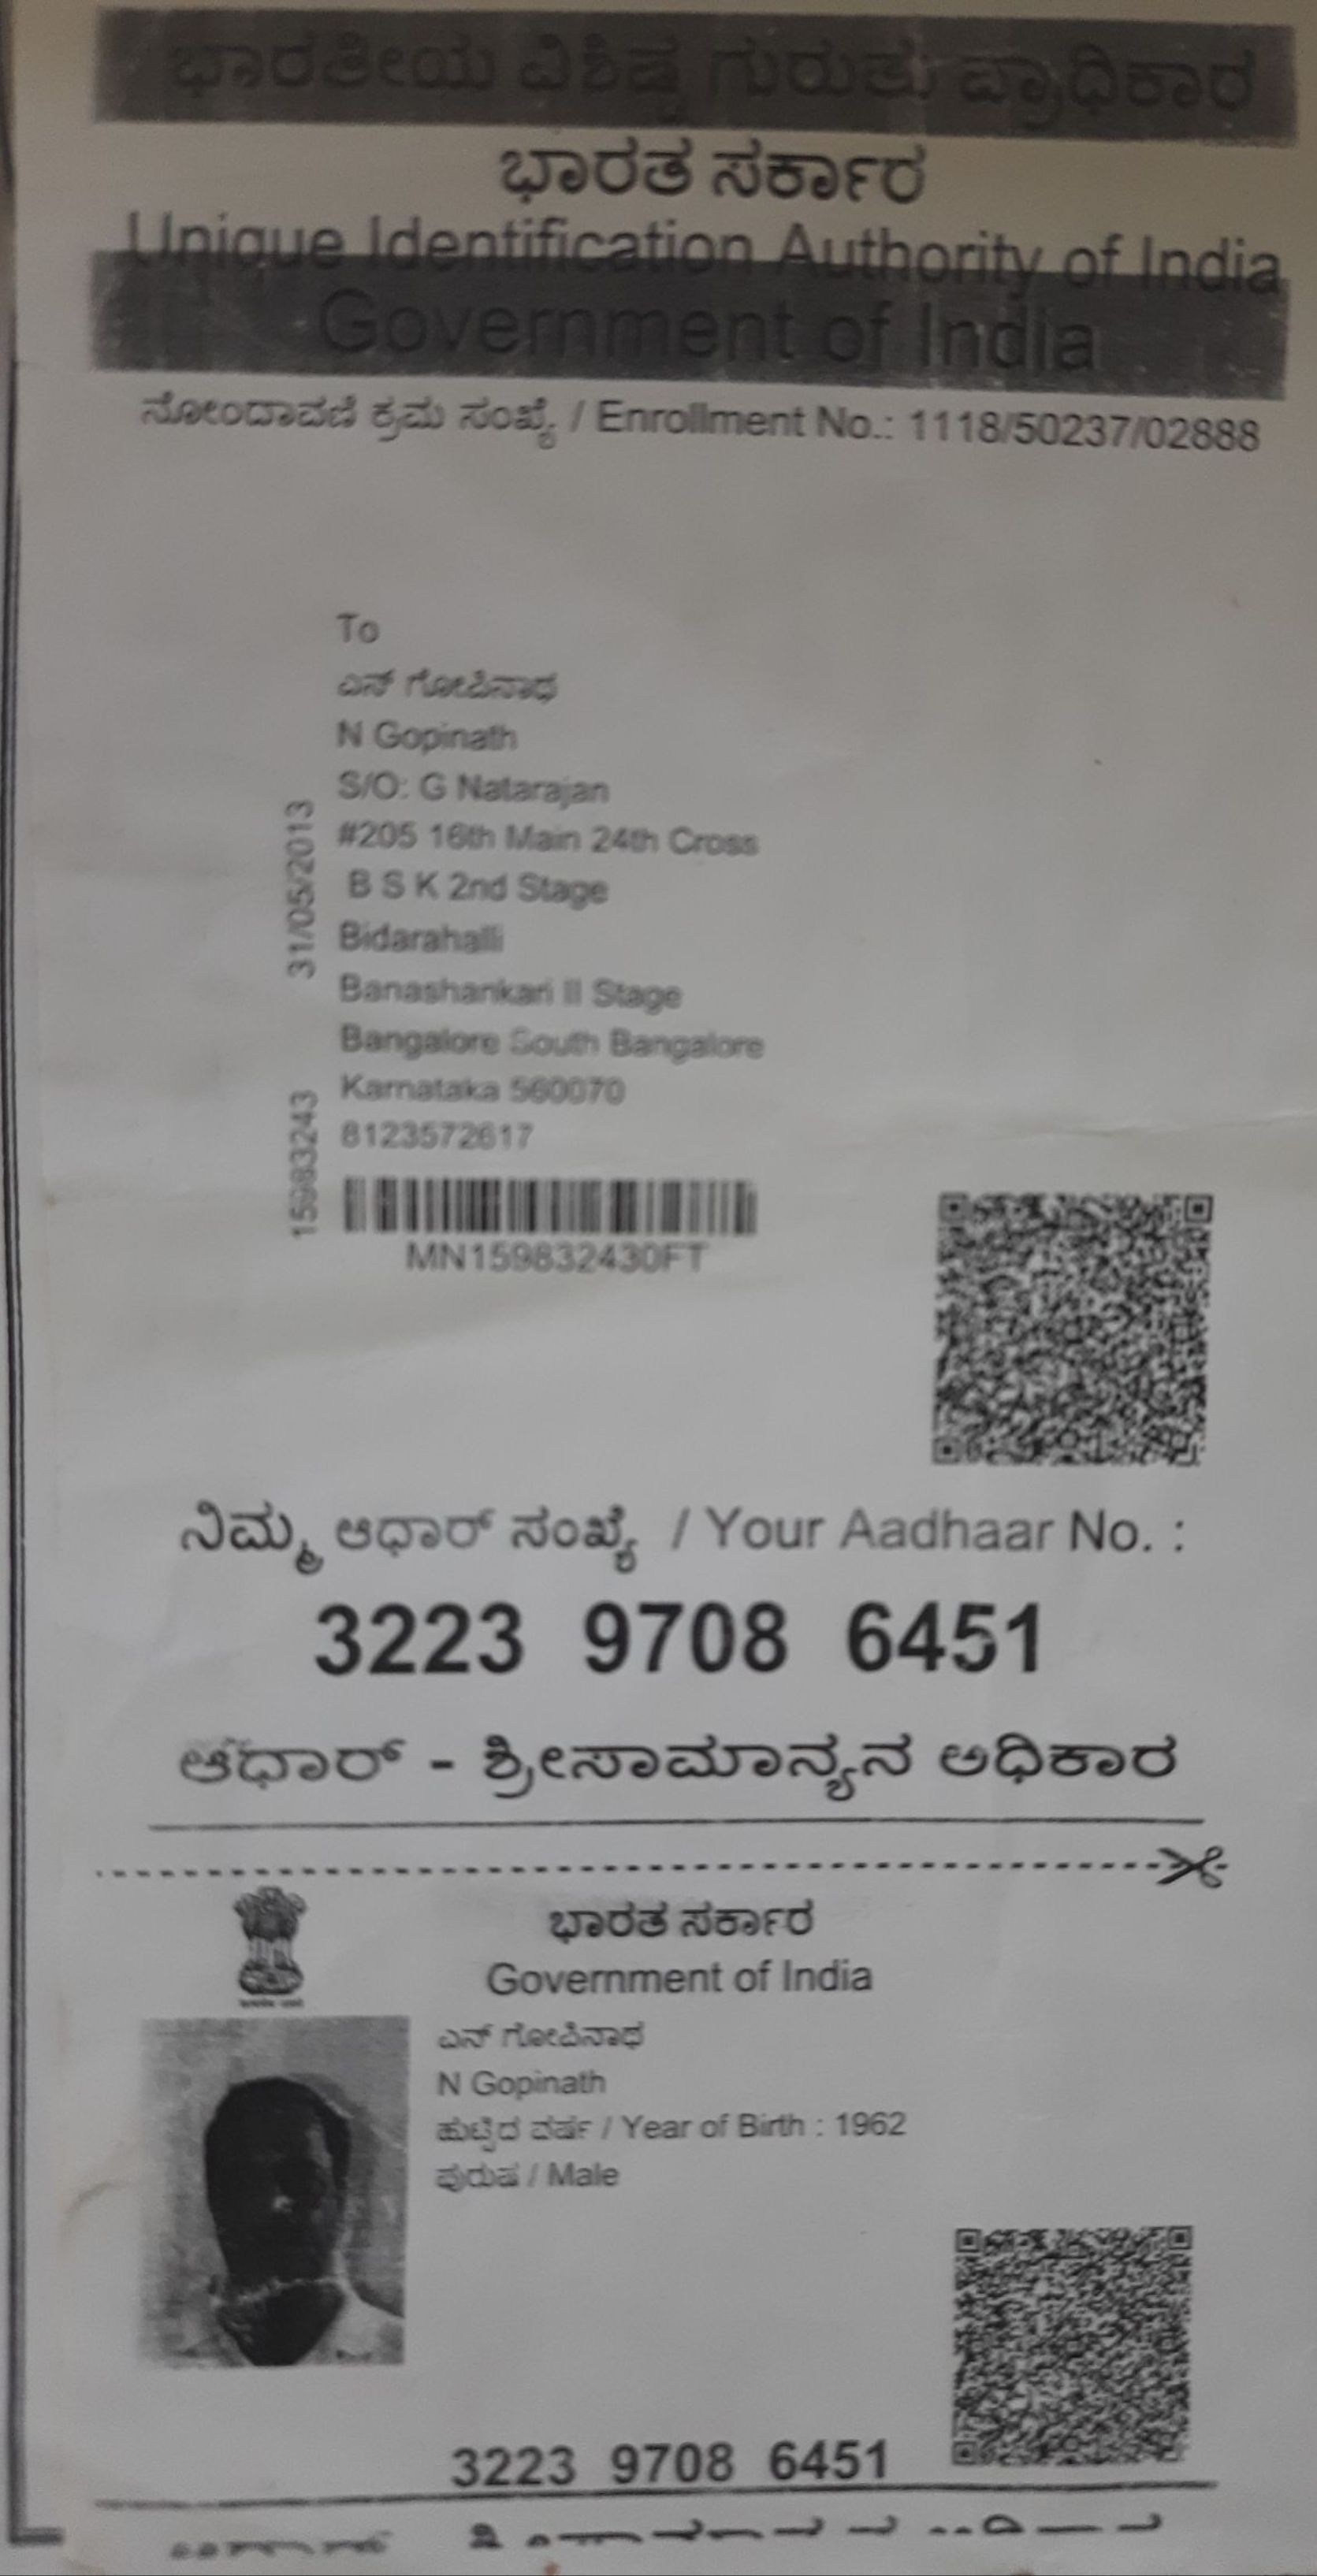 ಭಾರತೀಯ ವಿಶಿಷ್ಟ ಗುರುತು ಪ್ರಾಧಿಕಾರ
ಭಾರತ ಸರ್ಕಾರ
Unique Identification Authority of India
Government of India
ನೋಂದಾವಣಿ ಕ್ರಮ ಸಂಖ್ಯೆ / Enrollment No.: 1118/50237/02888
To
ಎನ್ ಗೋಪಿನಾಥ
N Gopinath
S/O: G Natarajan
#205 16th Main 24th Cross
B S K 2nd Stage
Bidarahalli
Banashankari II Stage
Bangalore South Bangalore
Karnataka 560070
8123572617
31/05/2013
15983243
MN159832430FT
ನಿಮ್ಮ ಆಧಾರ್ ಸಂಖ್ಯೆ / Your Aadhaar No. :
3223 9708 6451
ಆಧಾರ್ - ಶ್ರೀಸಾಮಾನ್ಯನ ಅಧಿಕಾರ
ಭಾರತ ಸರ್ಕಾರ
Government of India
ಎನ್ ಗೋಪಿನಾಥ
N Gopinath
ಹುಟ್ಟಿದ ವರ್ಷ / Year of Birth : 1962
ಪುರುಷ / Male
3223 9708 6451